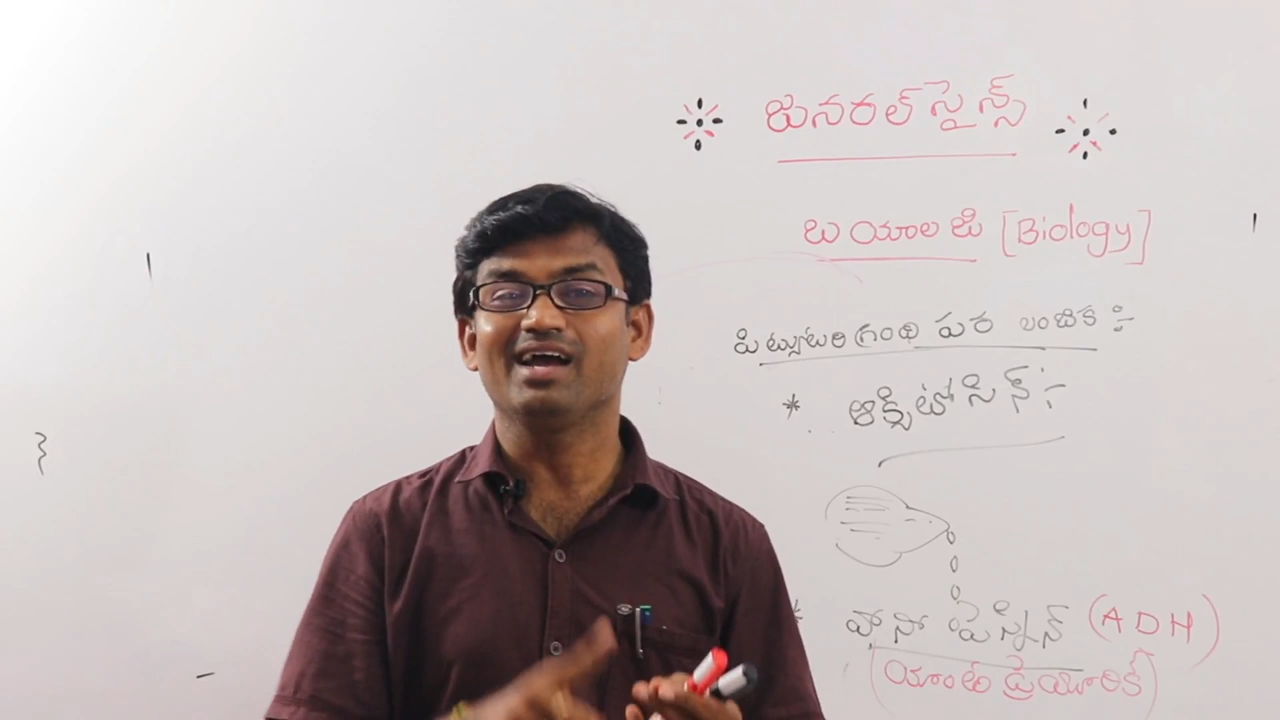 జనరల్ సైన్స్
బయాలజి [Biology]
పిట్యుటరి గ్రంథి పర లంబిక :-
* ఆక్సిటోసిన్ :-
* వాసో ప్రెస్సిన్ (ADH)
(యాంటీ డైయూరిటిక్)